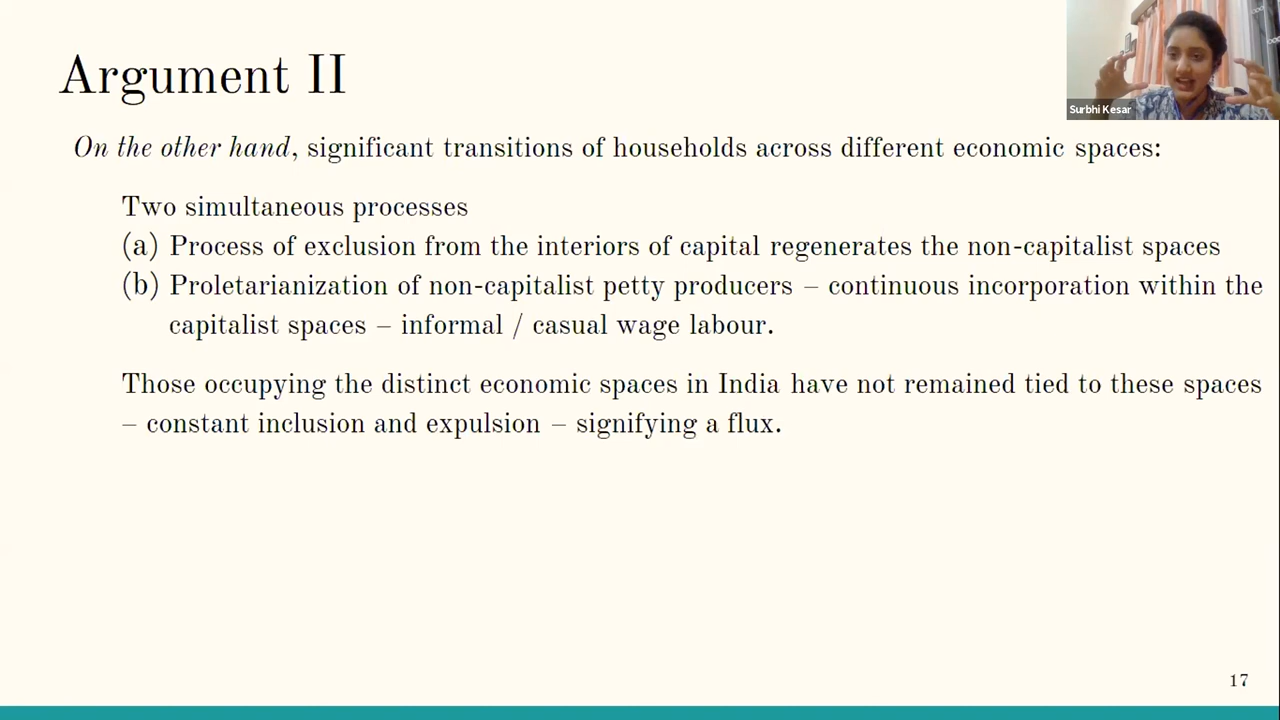 Argument II
Surbhi Kesar
On the other hand, significant transitions of households across different economic spaces:
Two simultaneous processes
(a) Process of exclusion from the interiors of capital regenerates the non-capitalist spaces
(b) Proletarianization of non-capitalist petty producers – continuous incorporation within the
capitalist spaces – informal / casual wage labour.
Those occupying the distinct economic spaces in India have not remained tied to these spaces
– constant inclusion and expulsion – signifying a flux.
17